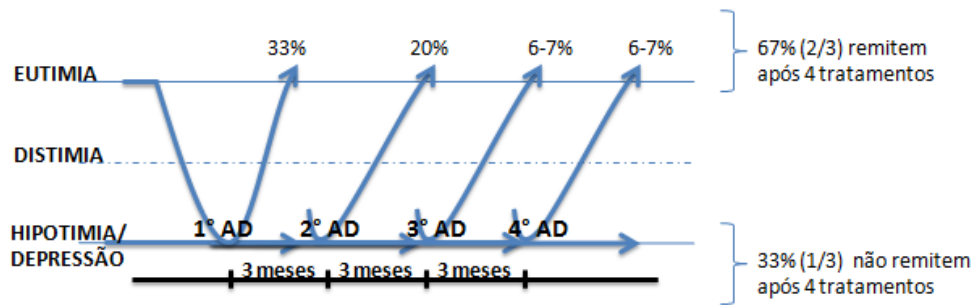 33%
20%
6-7%
6-7%
67% (2/3) remitem
após 4 tratamentos
EUTIMIA
DISTIMIA
HIPOTIMIA/
DEPRESSÃO
1° AD
2° AD
3° AD
4° AD
3 meses
3 meses
3 meses
33% (1/3) não remitem
após 4 tratamentos